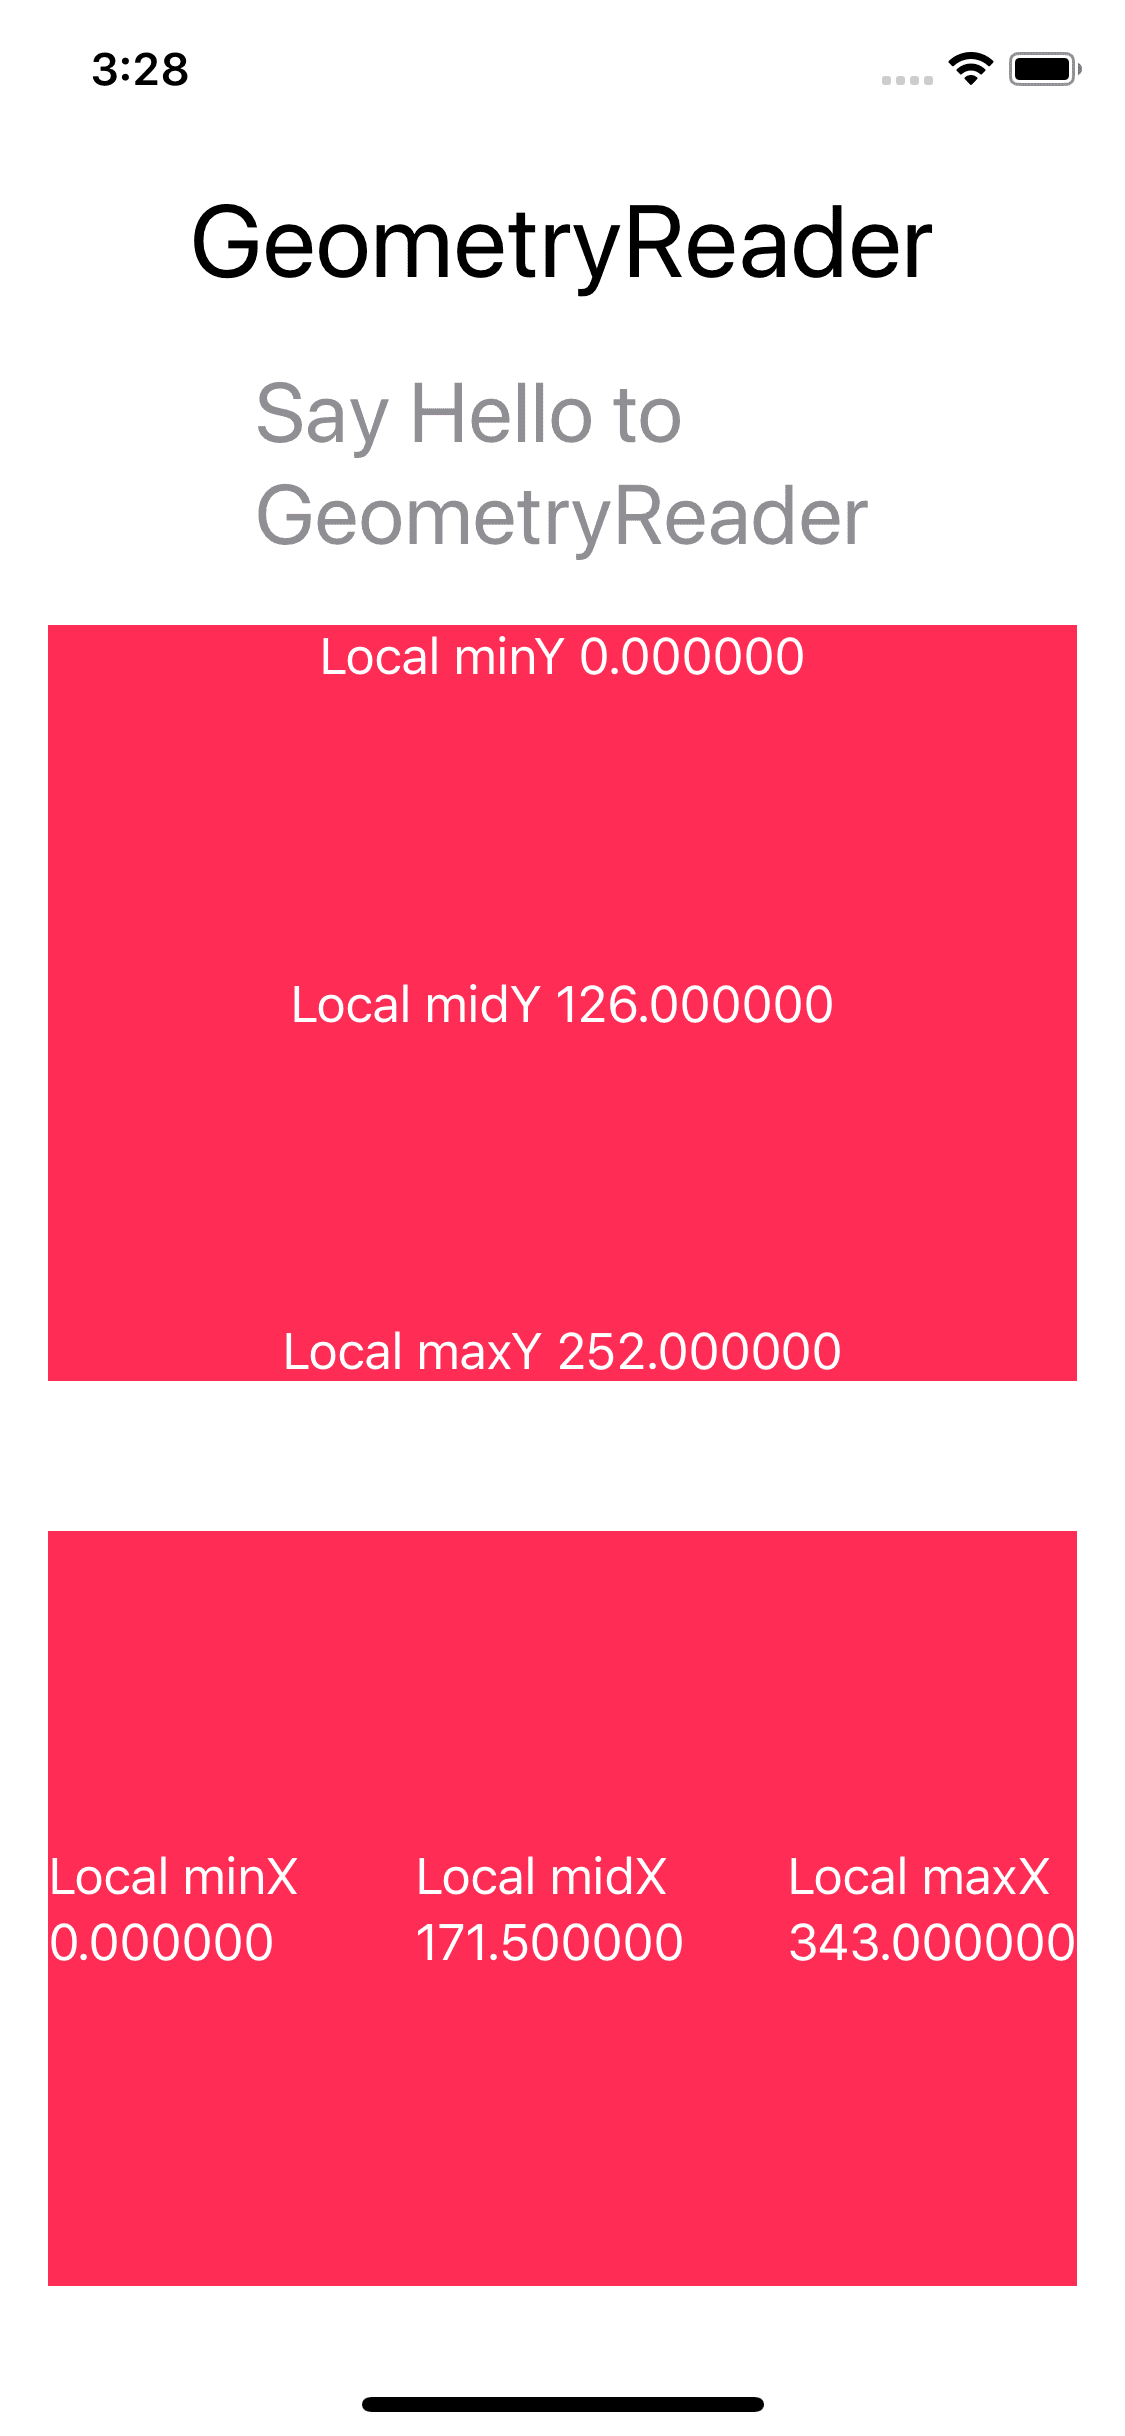 3:28
GeometryReader
Say Hello to
GeometryReader
Local minY 0.000000
Local midY 126.000000
Local maxY 252.000000
Local minX Local midX Local maxX
0.000000 171.500000 343.000000